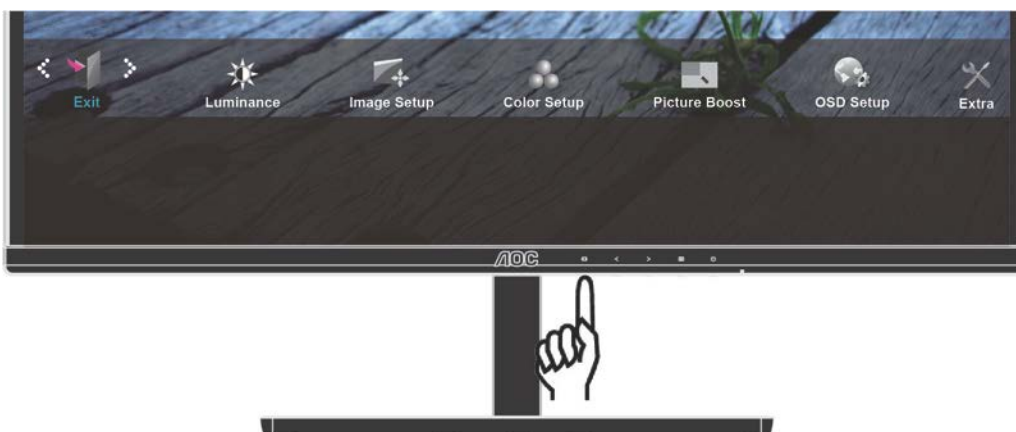 Exit
Luminance
Image Setup
Color Setup
Picture Boost
OSD Setup
Extra
AOC